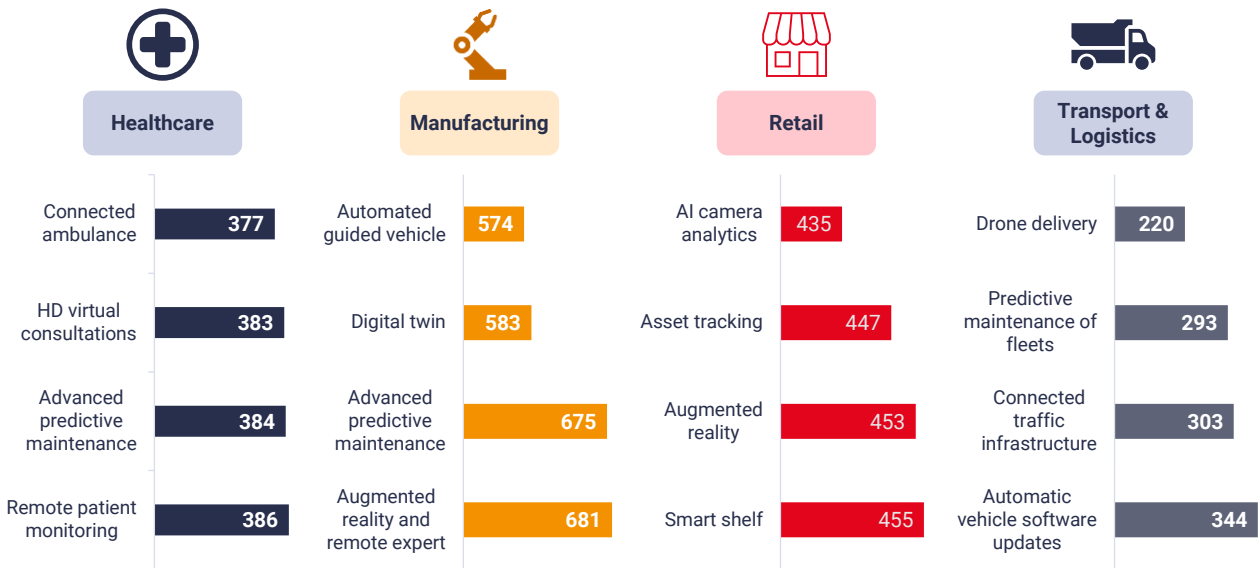 Healthcare
Connected
ambulance
377
HD virtual
consultations
383
Advanced
predictive
maintenance
384
Remote patient
monitoring
386
Manufacturing
Automated
guided vehicle
574
Digital twin
583
Advanced
predictive
maintenance
675
Augmented
reality and
remote expert
681
Retail
AI camera
analytics
435
Asset tracking
447
Augmented
reality
453
Smart shelf
455
Transport &
Logistics
Drone delivery
220
Predictive
maintenance of
fleets
293
Connected
traffic
infrastructure
303
Automatic
vehicle software
updates
344